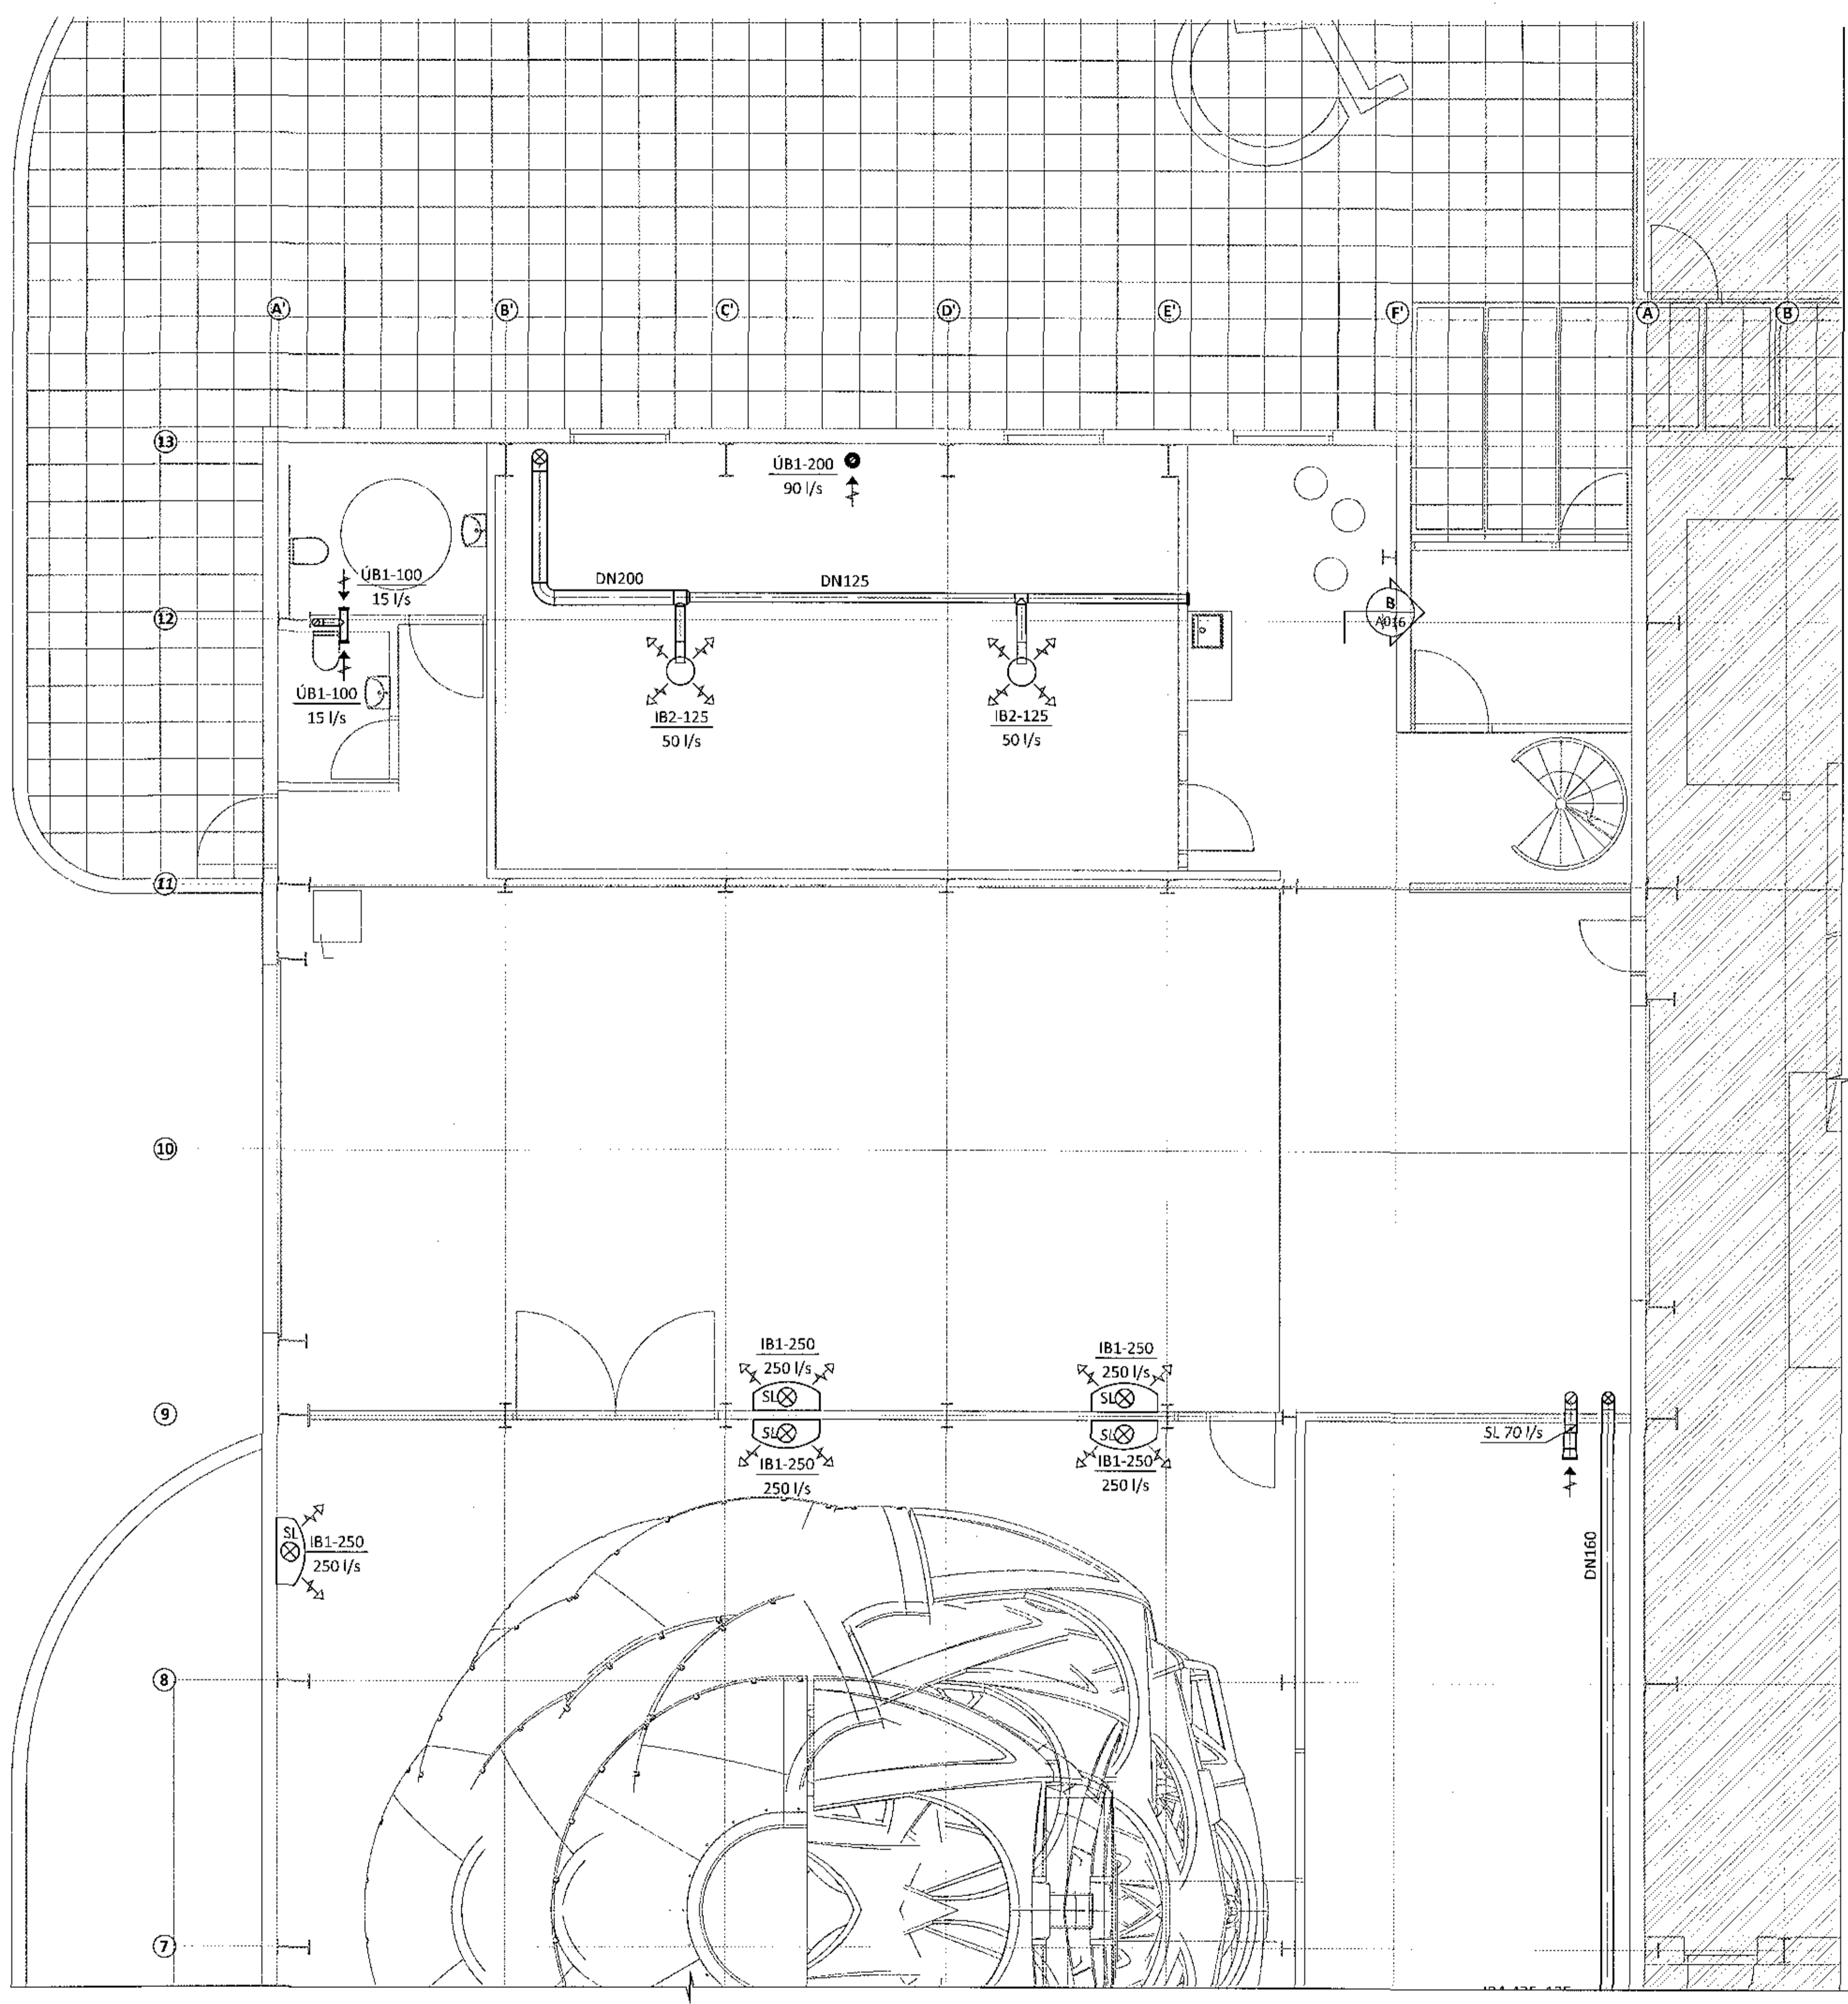 A' B' C' D' E' F' A B
13
ÚB1-200
90 l/s
ÚB1-100
15 l/s
DN200
DN125
12
B
A016
ÚB1-100
15 l/s
IB2-125
50 l/s
IB2-125
50 l/s
11
10
IB1-250
250 l/s
SL
IB1-250
250 l/s
SL
9
SL
IB1-250
250 l/s
SL
IB1-250
250 l/s
SL 70 l/s
SL
IB1-250
250 l/s
DN160
8
7